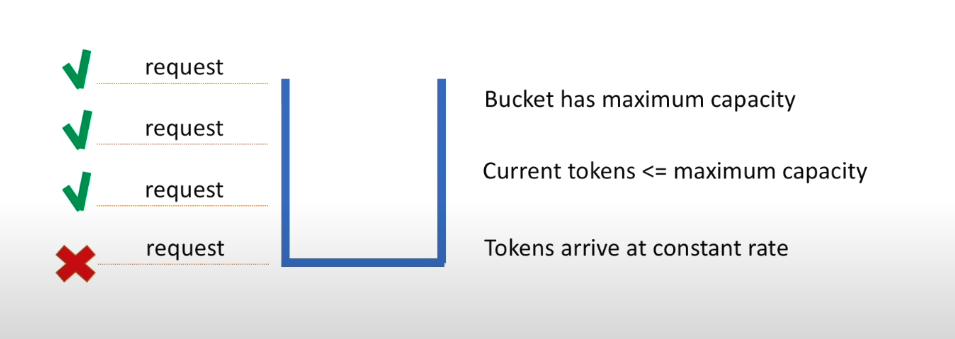 request
request
request
request
Bucket has maximum capacity
Current tokens <= maximum capacity
Tokens arrive at constant rate